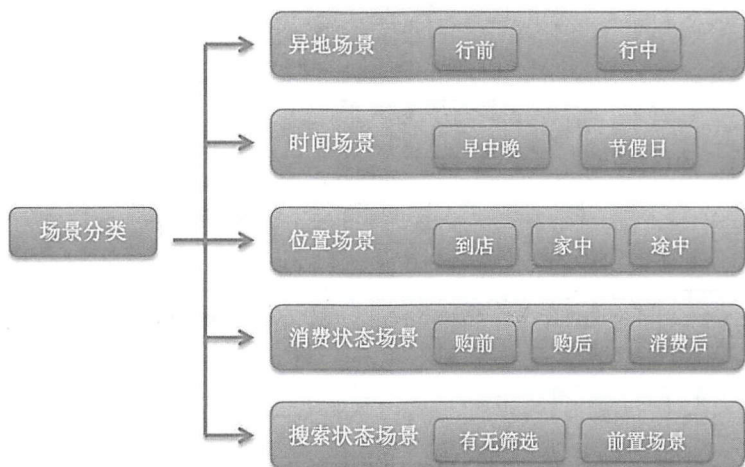 异地场景 行前 行中
时间场景 早中晚 节假日
场景分类
位置场景 到店 家中 途中
消费状态场景 购前 购后 消费后
搜索状态场景 有无筛选 前置场景